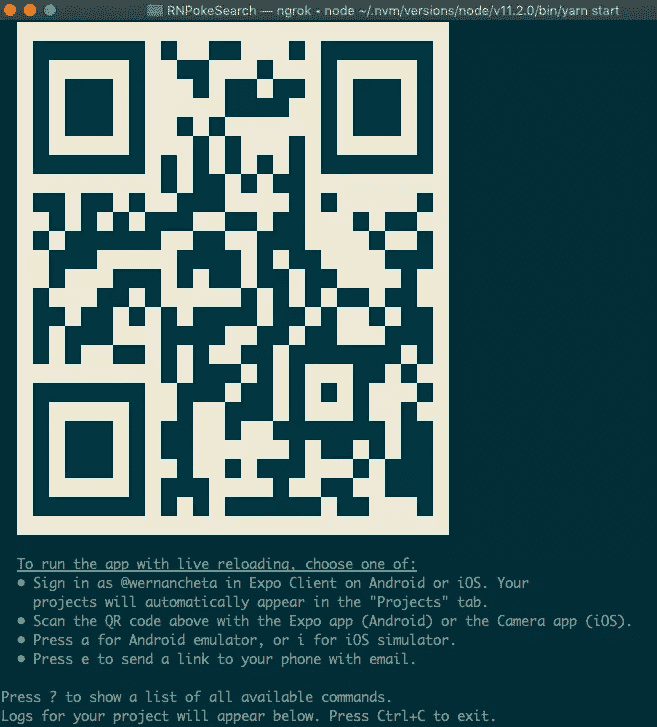 RNPokeSearch — ngrok • node ~/.nvm/versions/node/v11.2.0/bin/yarn start
To run the app with live reloading, choose one of:
• Sign in as @wernancheta in Expo Client on Android or iOS. Your
projects will automatically appear in the "Projects" tab.
• Scan the QR code above with the Expo app (Android) or the Camera app (iOS).
• Press a for Android emulator, or i for iOS simulator.
• Press e to send a link to your phone with email.
Press ? to show a list of all available commands.
Logs for your project will appear below. Press Ctrl+C to exit.